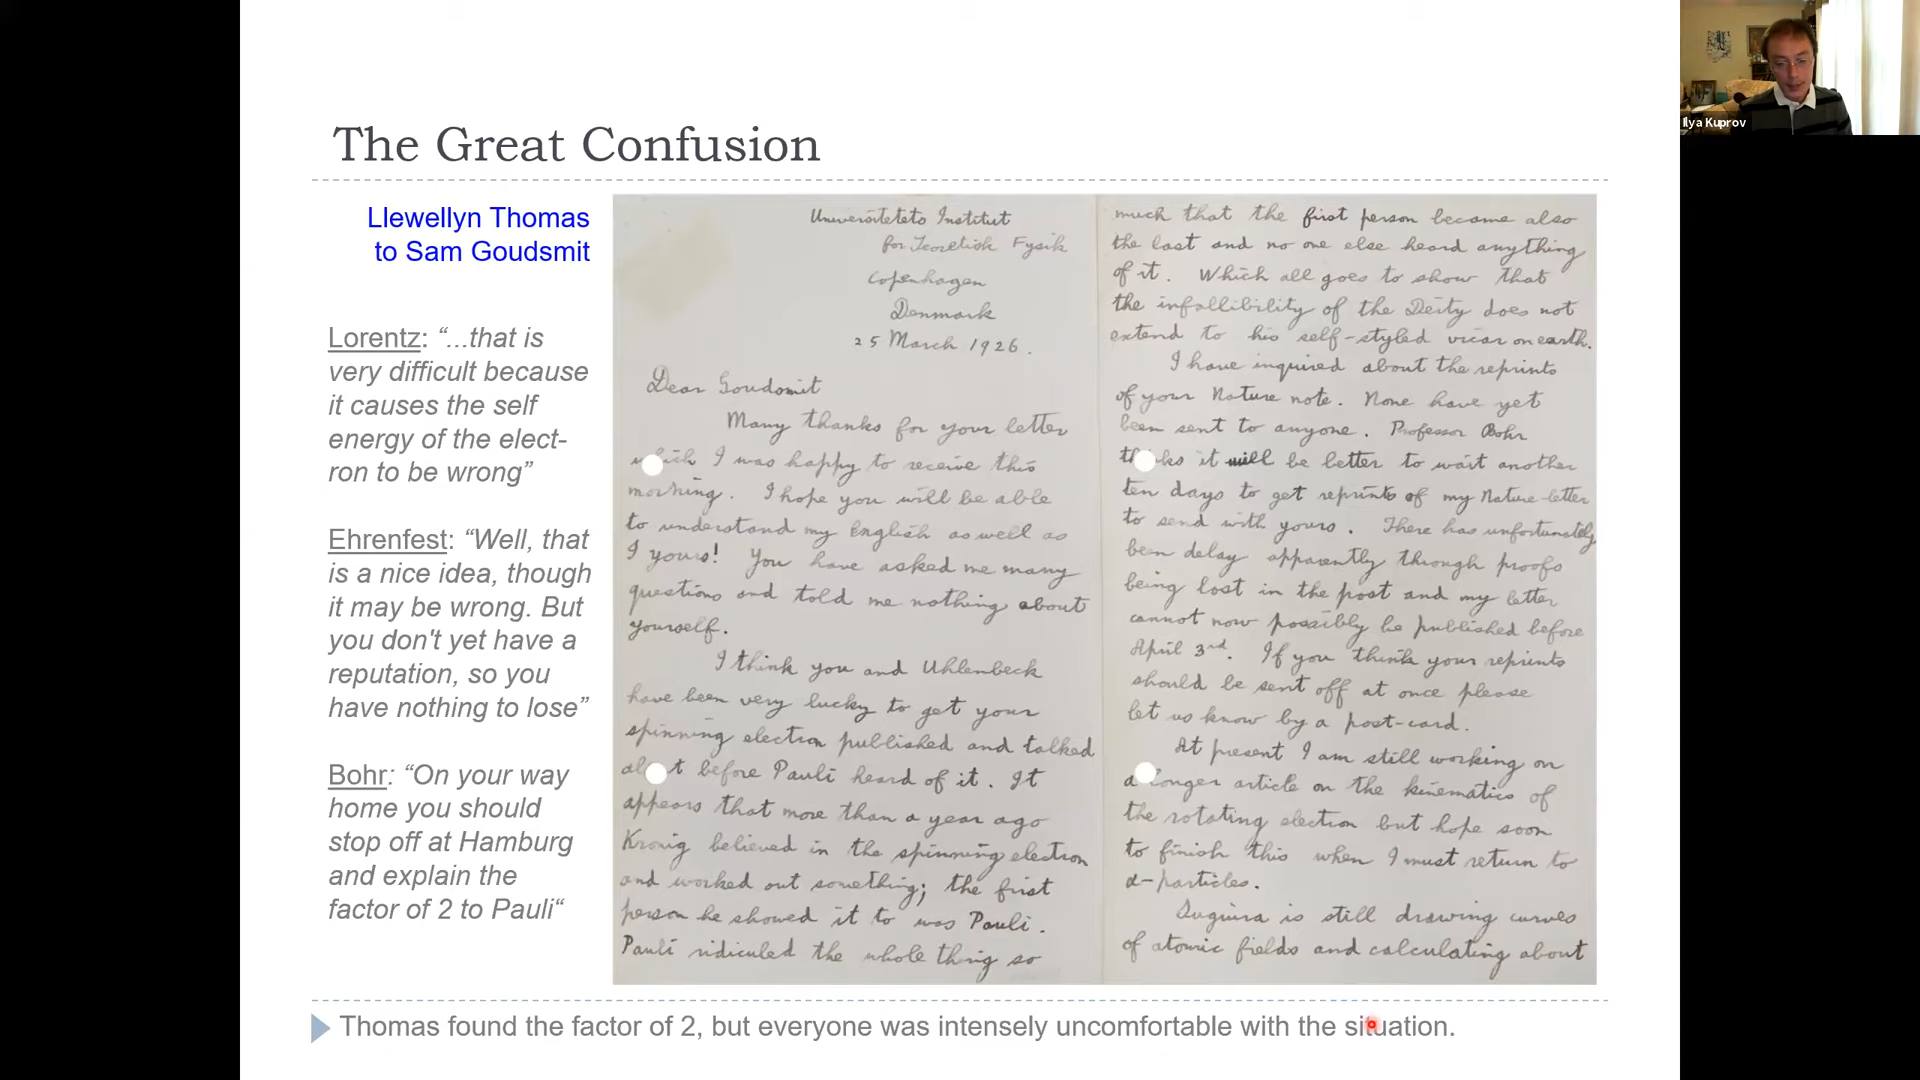 The Great Confusion
Llewellyn Thomas
to Sam Goudsmit
Lorentz: “...that is
very difficult because
it causes the self
energy of the elect-
ron to be wrong”
Ehrenfest: “Well, that
is a nice idea, though
it may be wrong. But
you don't yet have a
reputation, so you
have nothing to lose”
Bohr: “On your way
home you should
stop off at Hamburg
and explain the
factor of 2 to Pauli“
Universitetets Institut
for Teoretisk Fysik
Copenhagen
Denmark
25 March 1926.
Dear Goudsmit
Many thanks for your letter
which I was happy to receive this
morning. I hope you will be able
to understand my English as well as
I yours! You have asked me many
questions and told me nothing about
yourself.
I think you and Uhlenbeck
have been very lucky to get your
spinning electron published and talked
about before Pauli heard of it. It
appears that more than a year ago
Kronig believed in the spinning electron
and worked out something; the first
person he showed it to was Pauli.
Pauli ridiculed the whole thing so
much that the first person became also
the last and no one else heard anything
of it. Which all goes to show that
the infallibility of the Deity does not
extend to his self-styled vicar on earth.
I have inquired about the reprints
of your Nature note. None have yet
been sent to anyone. Professor Bohr
thinks it will be better to wait another
ten days to get reprints of my Nature-letter
to send with yours. There has unfortunately
been delay apparently through proofs
being lost in the post and my letter
cannot now possibly be published before
April 3rd. If you think your reprints
should be sent off at once please
let us know by a post-card.
At present I am still working on
a longer article on the kinematics of
the rotating electron but hope soon
to finish this when I must return to
α-particles.
Suguira is still drawing curves
of atomic fields and calculating about
Thomas found the factor of 2, but everyone was intensely uncomfortable with the situation.
Ilya Kuprov